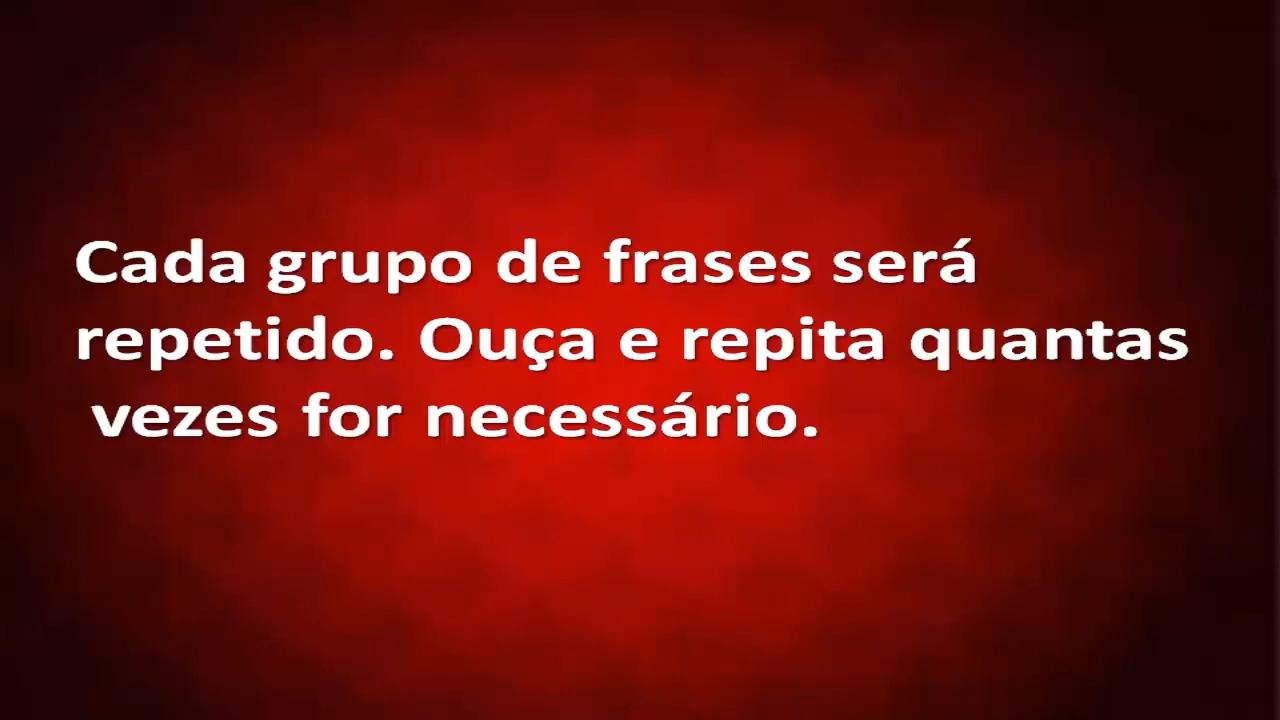 Cada grupo de frases será
repetido. Ouça e repita quantas
vezes for necessário.